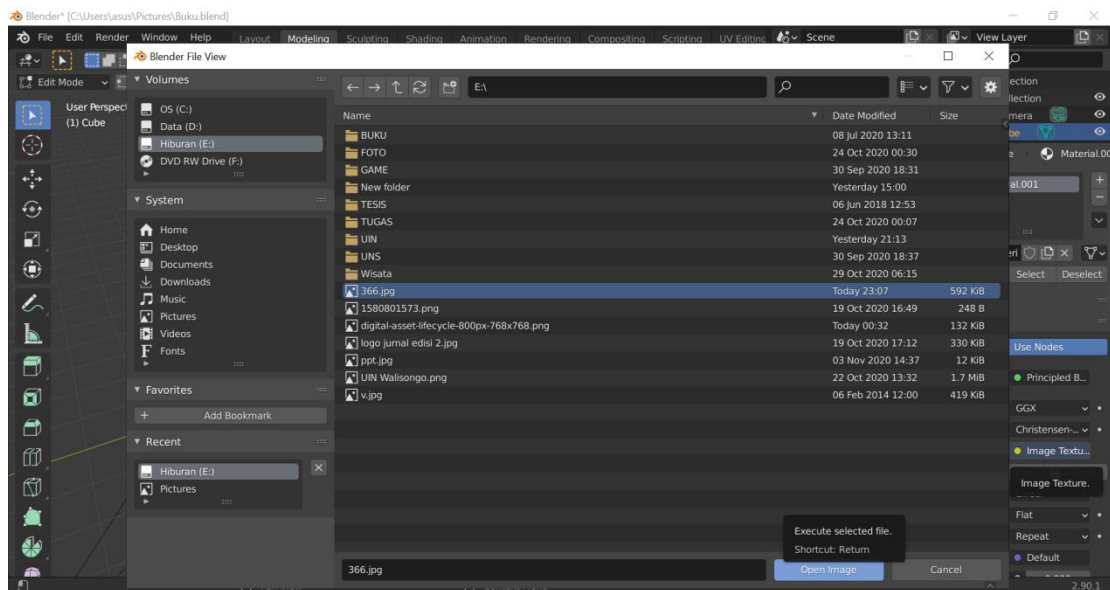 Blender* [C:\Users\asus\Pictures\Buku.blend]
File Edit Render Window Help Layout Modeling Sculpting Shading Animation Rendering Compositing Scripting UV Editing Scene View Layer
Blender File View
Edit Mode
User Perspect
(1) Cube
Volumes
OS (C:)
Data (D:)
Hiburan (E:)
DVD RW Drive (F:)
System
Home
Desktop
Documents
Downloads
Music
Pictures
Videos
Fonts
Favorites
Add Bookmark
Recent
Hiburan (E:)
Pictures
E:\
Name Date Modified Size
BUKU 08 Jul 2020 13:11
FOTO 24 Oct 2020 00:30
GAME 30 Sep 2020 18:31
New folder Yesterday 15:00
TESIS 06 Jun 2018 12:53
TUGAS 24 Oct 2020 00:07
UIN Yesterday 21:13
UNS 30 Sep 2020 18:37
Wisata 29 Oct 2020 06:15
366.jpg Today 23:07 592 KiB
1580801573.png 19 Oct 2020 16:49 248 B
digital-asset-lifecycle-800px-768x768.png Today 00:32 132 KiB
logo jurnal edisi 2.jpg 19 Oct 2020 17:12 330 KiB
ppt.jpg 03 Nov 2020 14:37 12 KiB
UIN Walisongo.png 22 Oct 2020 13:32 1.7 MiB
v.jpg 06 Feb 2014 12:00 419 KiB
Execute selected file.
Shortcut: Return
366.jpg
Open Image Cancel
ection
llection
mera
be
Material.00
al.001
Select Deselect
Use Nodes
Principled B...
GGX
Christensen-...
Image Textu...
Image Texture.
Flat
Repeat
Default
2.90.1